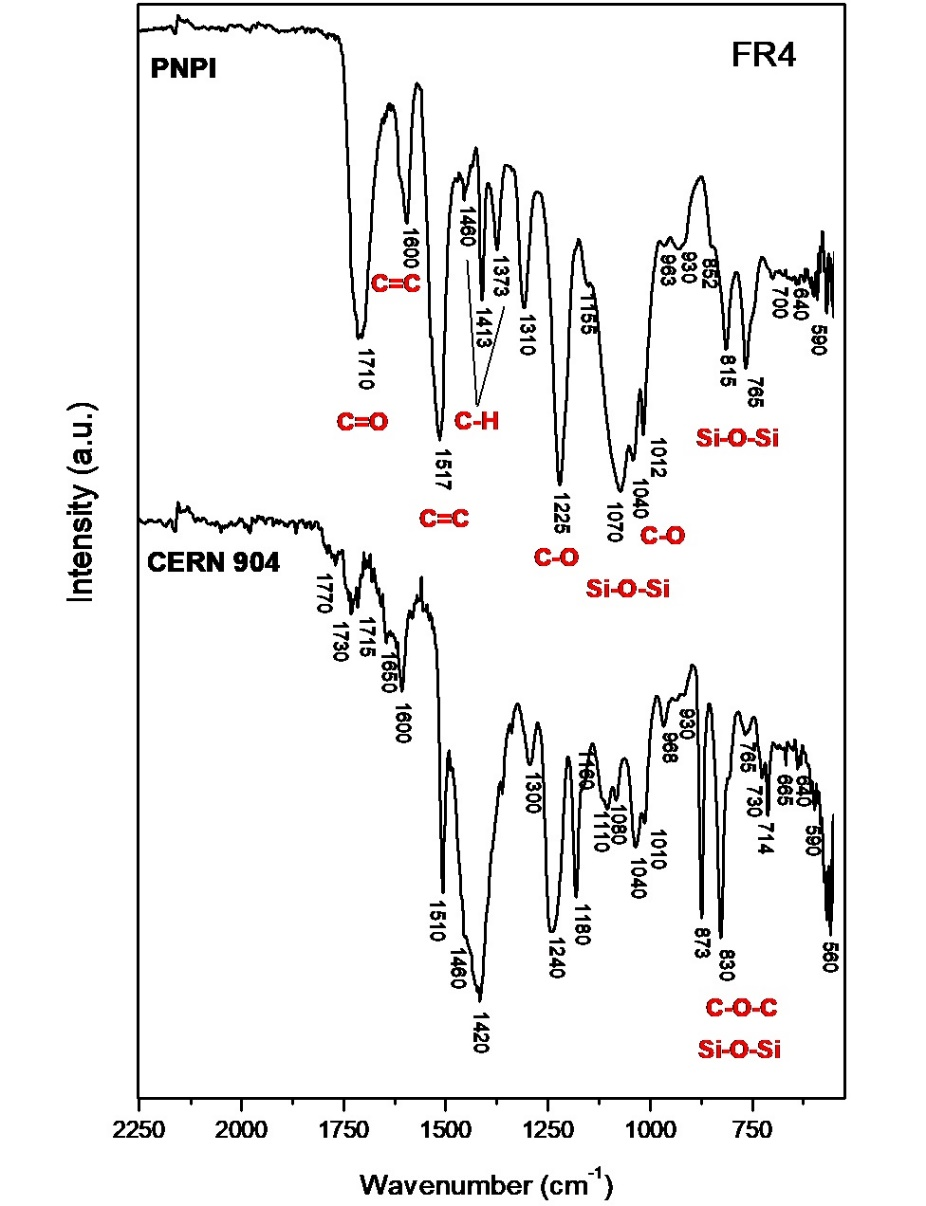 FR4
PNPI
1710
C=O
1600
C=C
1517
C=C
1460
1413
1373
C-H
1310
1225
C-O
1155
1070
1040
1012
C-O
Si-O-Si
963
930
852
815
765
Si-O-Si
700
640
590
CERN 904
1770
1730
1715
1650
1600
1510
1460
1420
1300
1240
1180
1160
1110
1080
1040
1010
968
930
873
830
C-O-C
Si-O-Si
765
730
714
665
640
590
560
Intensity (a.u.)
2250 2000 1750 1500 1250 1000 750
Wavenumber (cm⁻¹)